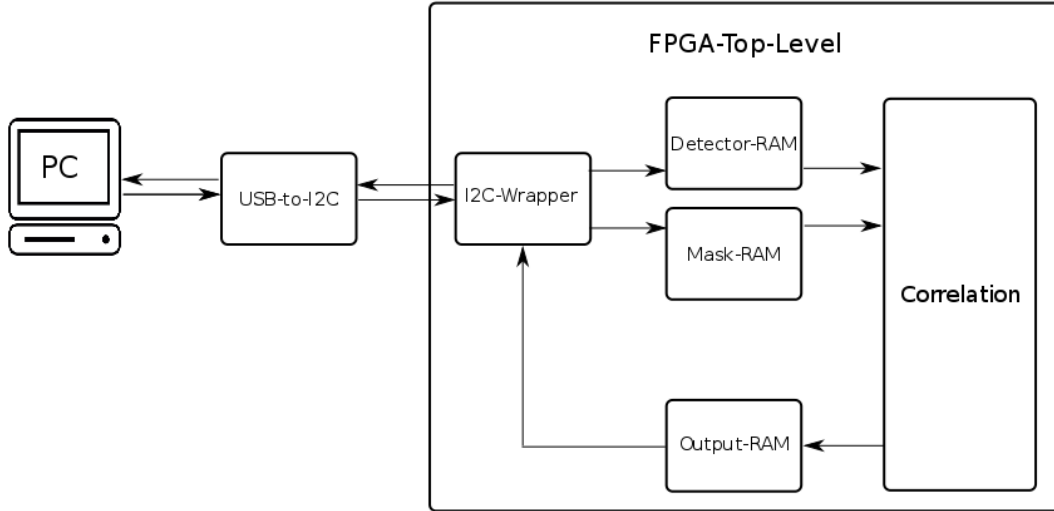 FPGA-Top-Level
PC
USB-to-I2C
I2C-Wrapper
Detector-RAM
Mask-RAM
Correlation
Output-RAM